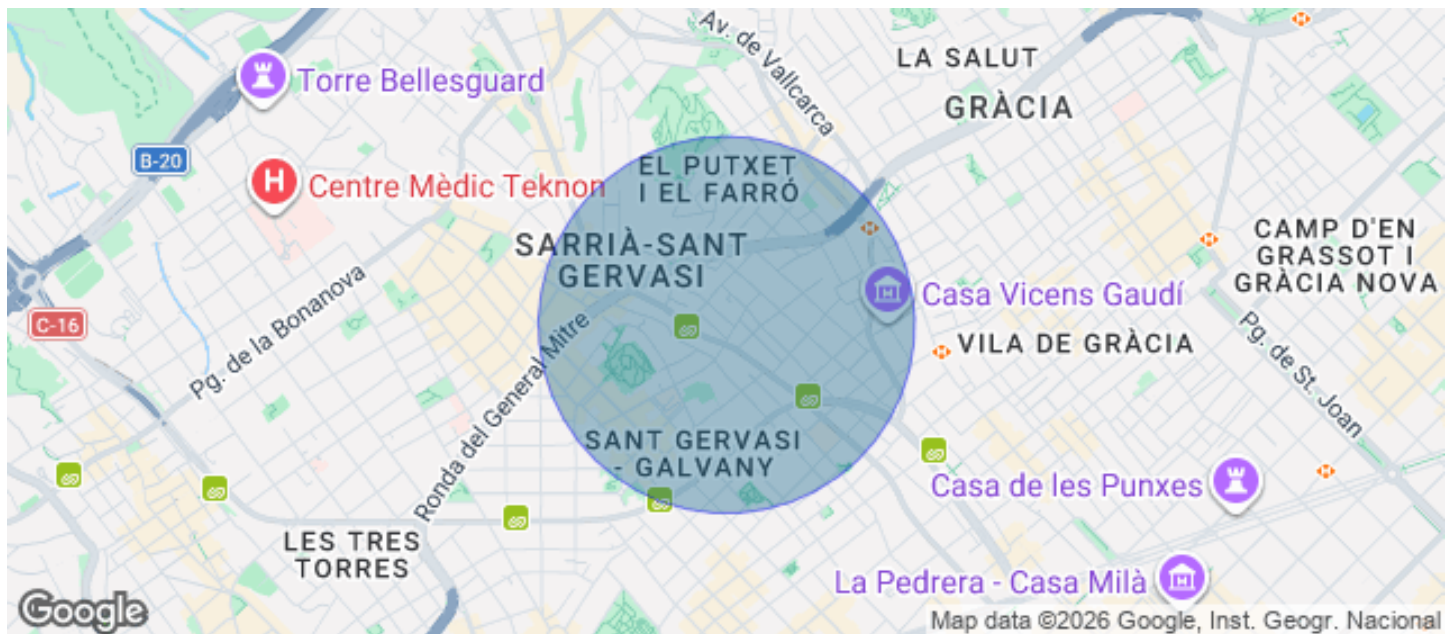 Av. de Vallcarca
LA SALUT
GRÀCIA
Torre Bellesguard
B-20
H
Centre Mèdic Teknon
EL PUTXET
I EL FARRÓ
SARRIÀ-SANT
GERVASI
CAMP D'EN
GRASSOT I
GRÀCIA NOVA
Casa Vicens Gaudí
C-16
Pg. de la Bonanova
VILA DE GRÀCIA
Pg. de St. Joan
Ronda del General Mitre
SANT GERVASI
- GALVANY
Casa de les Punxes
LES TRES
TORRES
La Pedrera - Casa Milà
Google
Map data ©2026 Google, Inst. Geogr. Nacional